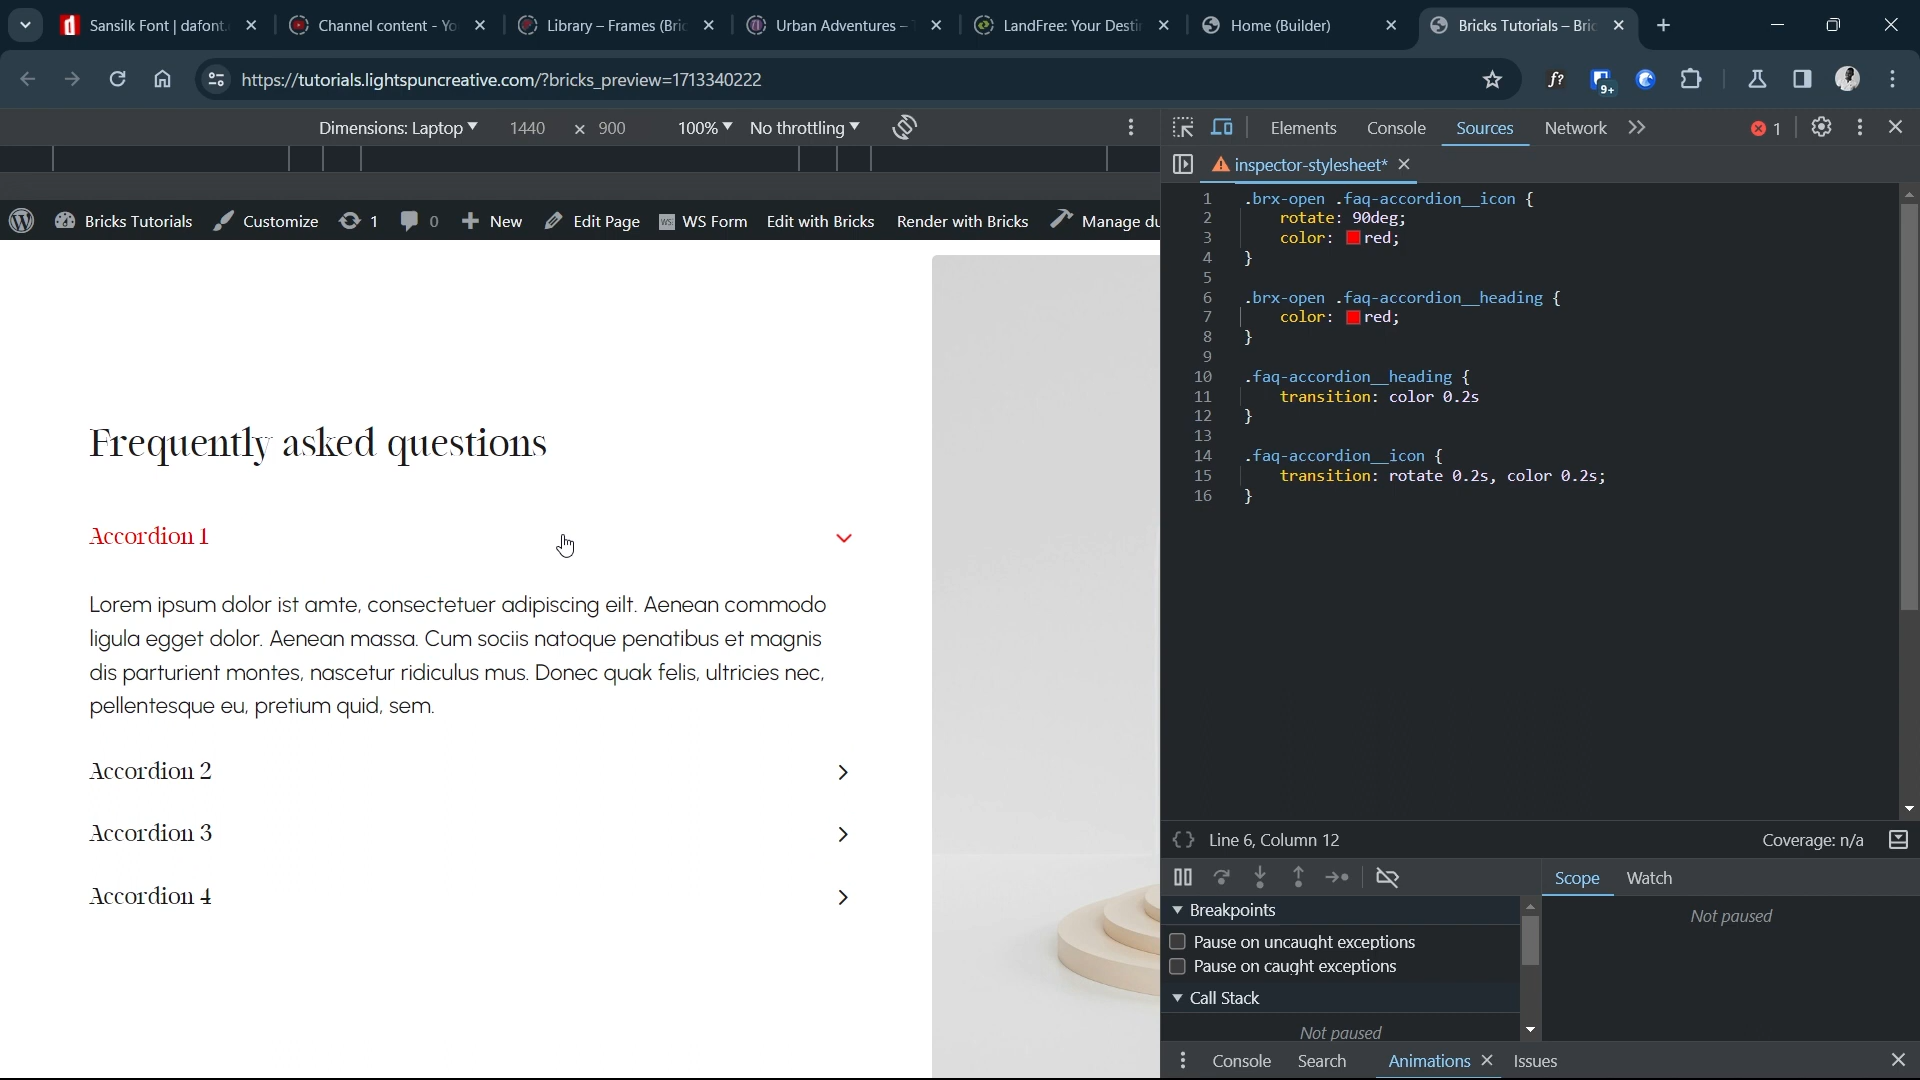 Sansilk Font | dafont.
Channel content - Yo
Library – Frames (Bric
Urban Adventures –
LandFree: Your Destin
Home (Builder)
Bricks Tutorials – Bric
https://tutorials.lightspuncreative.com/?bricks_preview=1713340222
f?
9+
Dimensions: Laptop
1440 × 900
100%
No throttling
Elements
Console
Sources
Network
1
inspector-stylesheet*
Bricks Tutorials
Customize
1
0
New
Edit Page
WS WS Form
Edit with Bricks
Render with Bricks
Manage du
Frequently asked questions
Accordion 1
Lorem ipsum dolor ist amte, consectetuer adipiscing eilt. Aenean commodo
ligula egget dolor. Aenean massa. Cum sociis natoque penatibus et magnis
dis parturient montes, nascetur ridiculus mus. Donec quak felis, ultricies nec,
pellentesque eu, pretium quid, sem.
Accordion 2
Accordion 3
Accordion 4
1 .brx-open .faq-accordion__icon {
2 rotate: 90deg;
3 color: red;
4 }
5
6 .brx-open .faq-accordion__heading {
7 color: red;
8 }
9
10 .faq-accordion__heading {
11 transition: color 0.2s
12 }
13
14 .faq-accordion__icon {
15 transition: rotate 0.2s, color 0.2s;
16 }
{} Line 6, Column 12
Coverage: n/a
Scope
Watch
Breakpoints
Not paused
Pause on uncaught exceptions
Pause on caught exceptions
Call Stack
Not paused
Console
Search
Animations
Issues